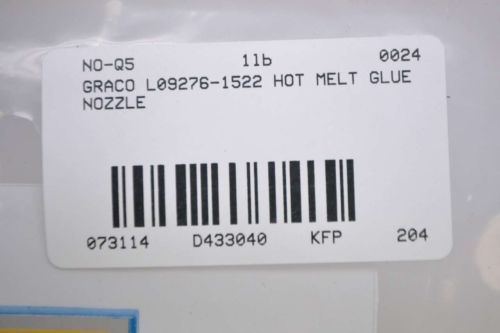 NO-Q5 1lb 0024
GRACO L09276-1522 HOT MELT GLUE
NOZZLE
073114 D433040 KFP 204